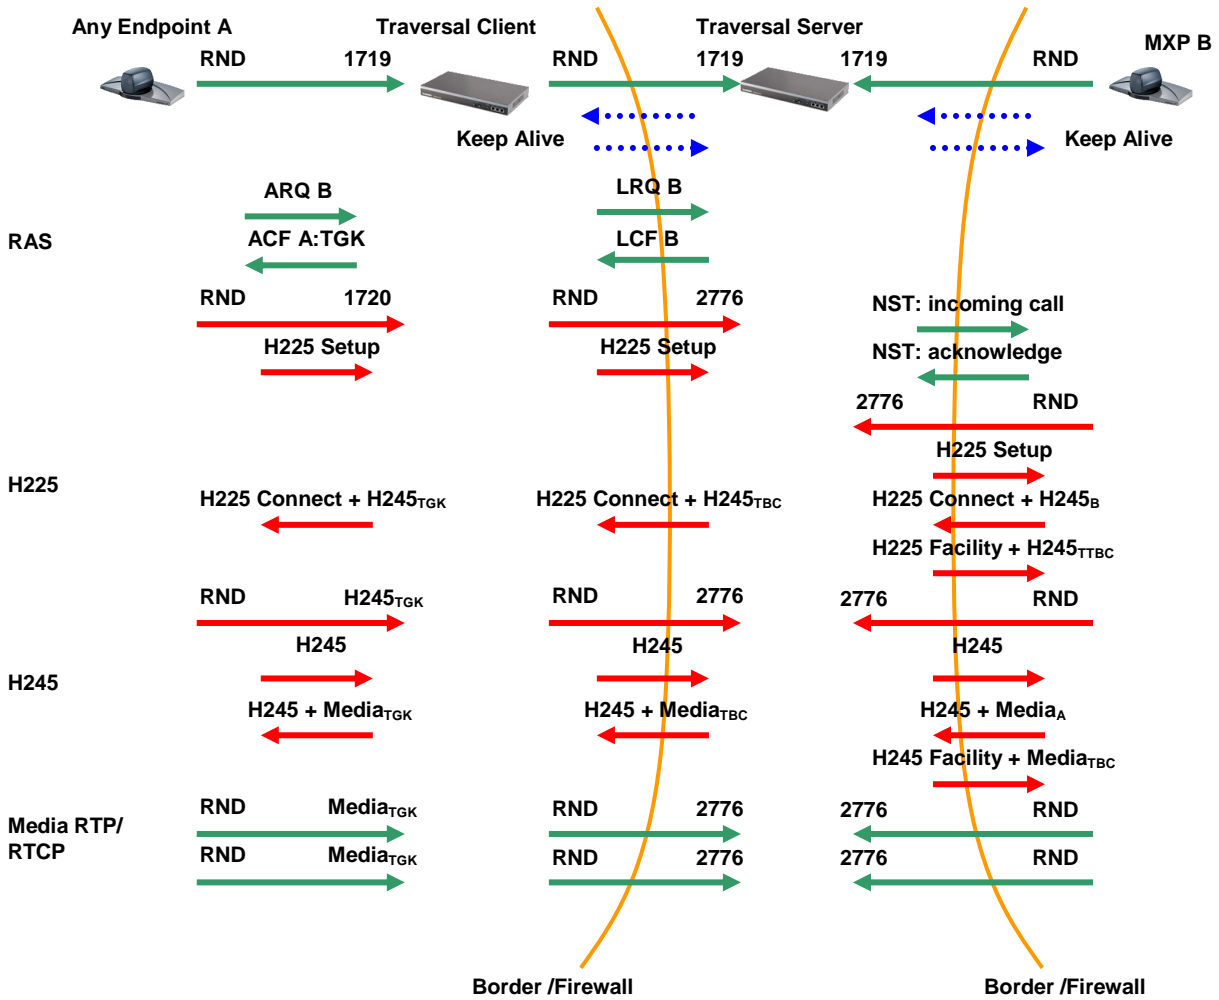 Any Endpoint A
Traversal Client
Traversal Server
MXP B
RND 1719
RND 1719
1719 RND
Keep Alive
Keep Alive
RAS
ARQ B
LRQ B
ACF A:TGK
LCF B
RND 1720
RND 2776
NST: incoming call
H225 Setup
H225 Setup
NST: acknowledge
2776 RND
H225 Setup
H225
H225 Connect + H245TGK
H225 Connect + H245TBC
H225 Connect + H245B
H225 Facility + H245TTBC
RND H245TGK
RND 2776
2776 RND
H245
H245
H245
H245
H245 + MediaTGK
H245 + MediaTBC
H245 + MediaA
H245 Facility + MediaTBC
Media RTP/
RTCP
RND MediaTGK
RND 2776
2776 RND
RND MediaTGK
RND 2776
2776 RND
Border /Firewall
Border /Firewall